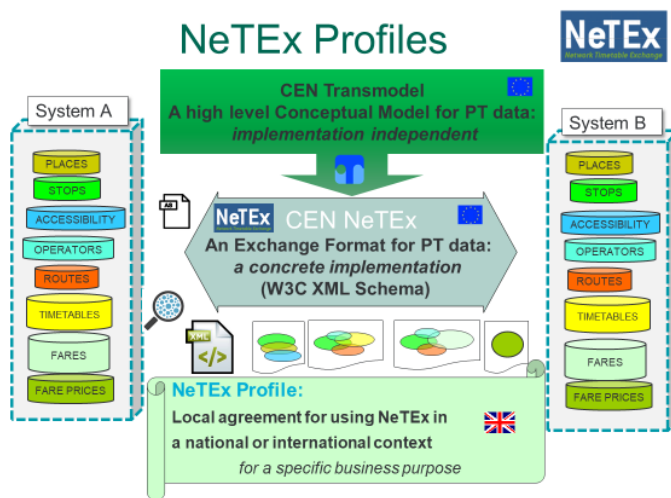 NeTEx Profiles
NeTEx
Network Timetable Exchange
CEN Transmodel
A high level Conceptual Model for PT data:
implementation independent
System A
PLACES
STOPS
ACCESSIBILITY
OPERATORS
ROUTES
TIMETABLES
FARES
FARE PRICES
System B
PLACES
STOPS
ACCESSIBILITY
OPERATORS
ROUTES
TIMETABLES
FARES
FARE PRICES
AB
NeTEx
CEN NeTEx
An Exchange Format for PT data:
a concrete implementation
(W3C XML Schema)
XML
</>
NeTEx Profile:
Local agreement for using NeTEx in
a national or international context
for a specific business purpose